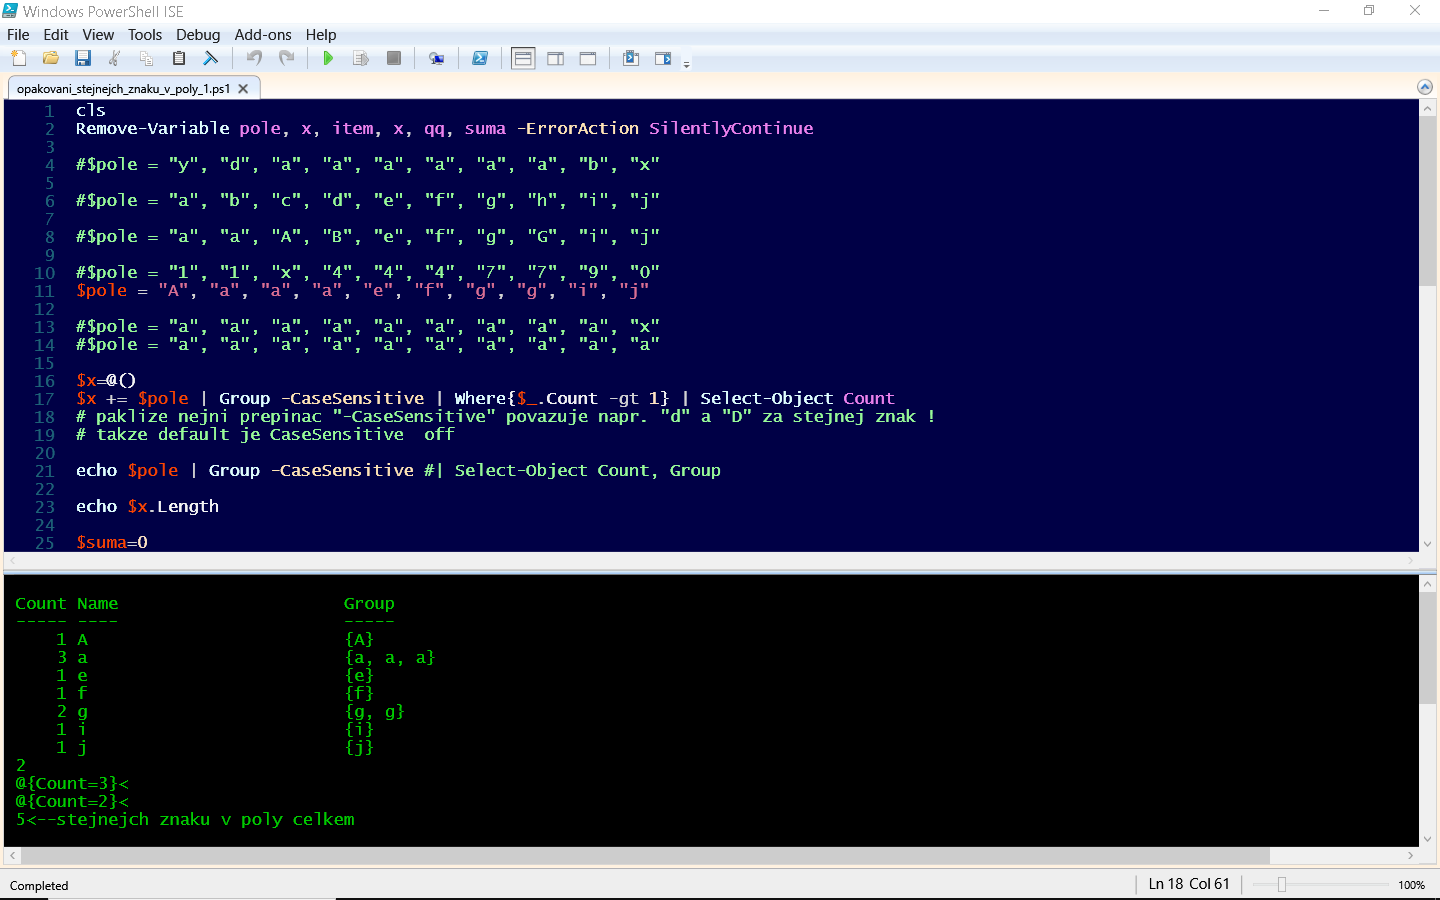 Windows PowerShell ISE
File Edit View Tools Debug Add-ons Help
opakovani_stejnejch_znaku_v_poly_1.ps1
1 cls
2 Remove-Variable pole, x, item, x, qq, suma -ErrorAction SilentlyContinue
3
4 #$pole = "y", "d", "a", "a", "a", "a", "a", "a", "b", "x"
5
6 #$pole = "a", "b", "c", "d", "e", "f", "g", "h", "i", "j"
7
8 #$pole = "a", "a", "A", "B", "e", "f", "g", "G", "i", "j"
9
10 #$pole = "1", "1", "x", "4", "4", "4", "7", "7", "9", "0"
11 $pole = "A", "a", "a", "a", "e", "f", "g", "g", "i", "j"
12
13 #$pole = "a", "a", "a", "a", "a", "a", "a", "a", "a", "x"
14 #$pole = "a", "a", "a", "a", "a", "a", "a", "a", "a", "a"
15
16 $x=@()
17 $x += $pole | Group -CaseSensitive | Where{$_.Count -gt 1} | Select-Object Count
18 # paklize nejni prepinac "-CaseSensitive" povazuje napr. "d" a "D" za stejnej znak !
19 # takze default je CaseSensitive  off
20
21 echo $pole | Group -CaseSensitive #| Select-Object Count, Group
22
23 echo $x.Length
24
25 $suma=0
Count Name Group
----- ---- -----
1 A {A}
3 a {a, a, a}
1 e {e}
1 f {f}
2 g {g, g}
1 i {i}
1 j {j}
2
@{Count=3}<
@{Count=2}<
5<--stejnejch znaku v poly celkem
Completed
Ln 18 Col 61
100%